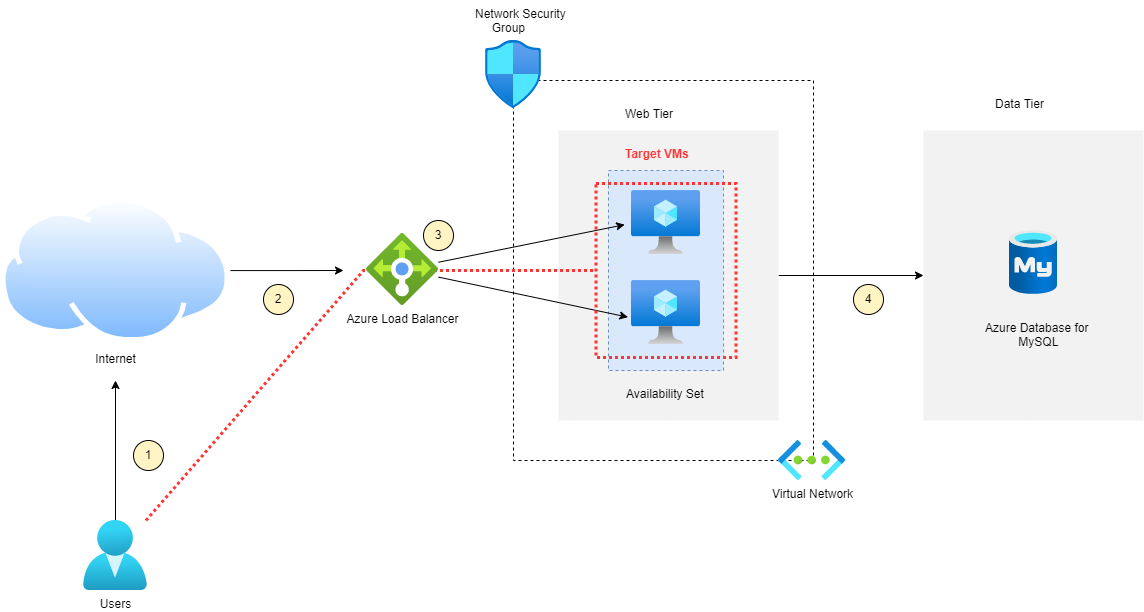 Network Security
Group
Data Tier
Web Tier
Target VMs
3
2
4
Azure Load Balancer
Azure Database for
MySQL
My
Internet
Availability Set
1
Virtual Network
Users